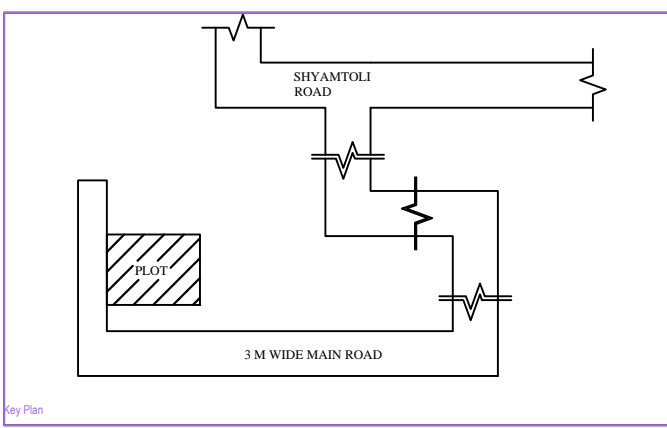 SHYAMTOLI
ROAD
PLOT
3 M WIDE MAIN ROAD
Key Plan